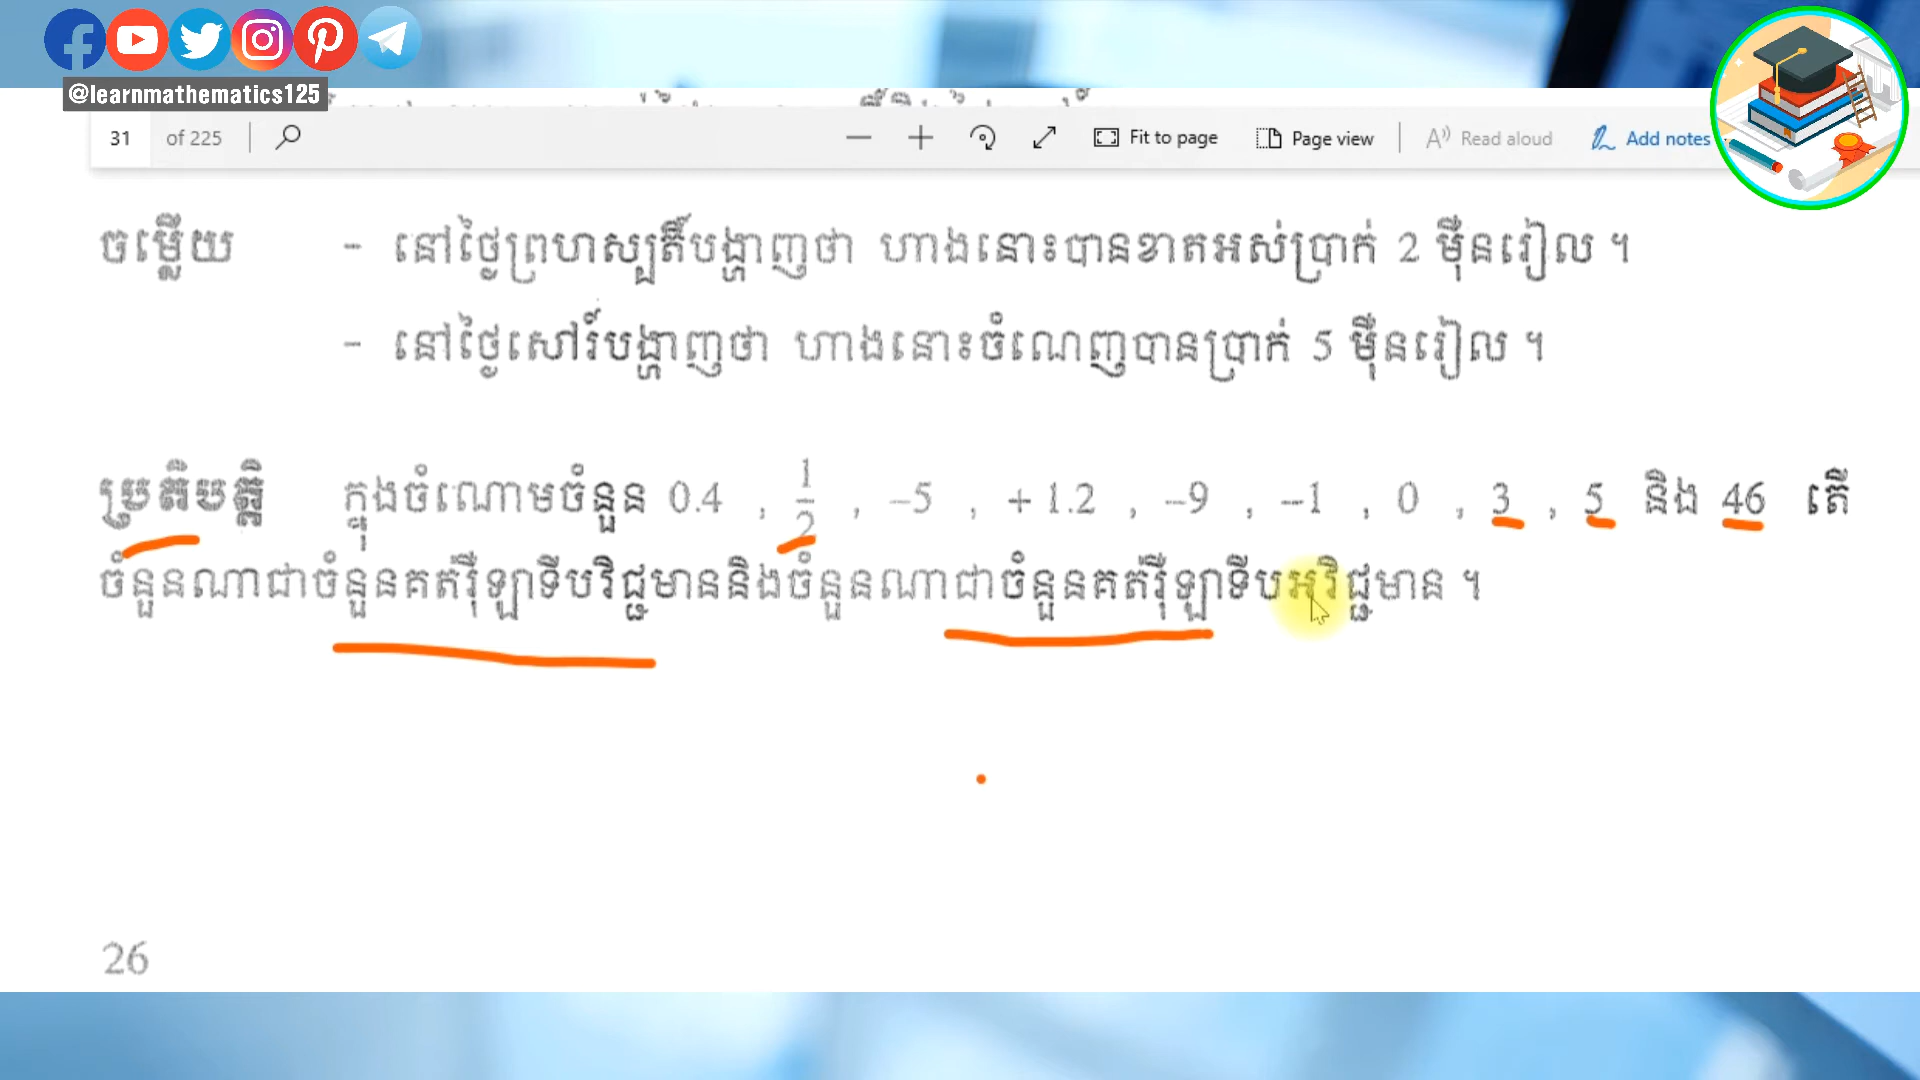 @learnmathematics125
31 of 225 Fit to page Page view Read aloud Add notes
ចម្លើយ - នៅថ្ងៃព្រហស្បតិ៍បង្ហាញថា ហាងនោះបានខាតអស់ប្រាក់ 2 ម៉ឺនរៀល ។
- នៅថ្ងៃសៅរ៍បង្ហាញថា ហាងនោះចំណេញបានប្រាក់ 5 ម៉ឺនរៀល ។
ប្រតិបត្តិ ក្នុងចំណោមចំនួន 0.4 , 1/2 , −5 , +1.2 , −9 , −1 , 0 , 3 , 5 និង 46 តើ
ចំនួនណាជាចំនួនគត់រ៉ឺឡាទីបវិជ្ជមាននិងចំនួនណាជាចំនួនគត់រ៉ឺឡាទីបអវិជ្ជមាន ។
26